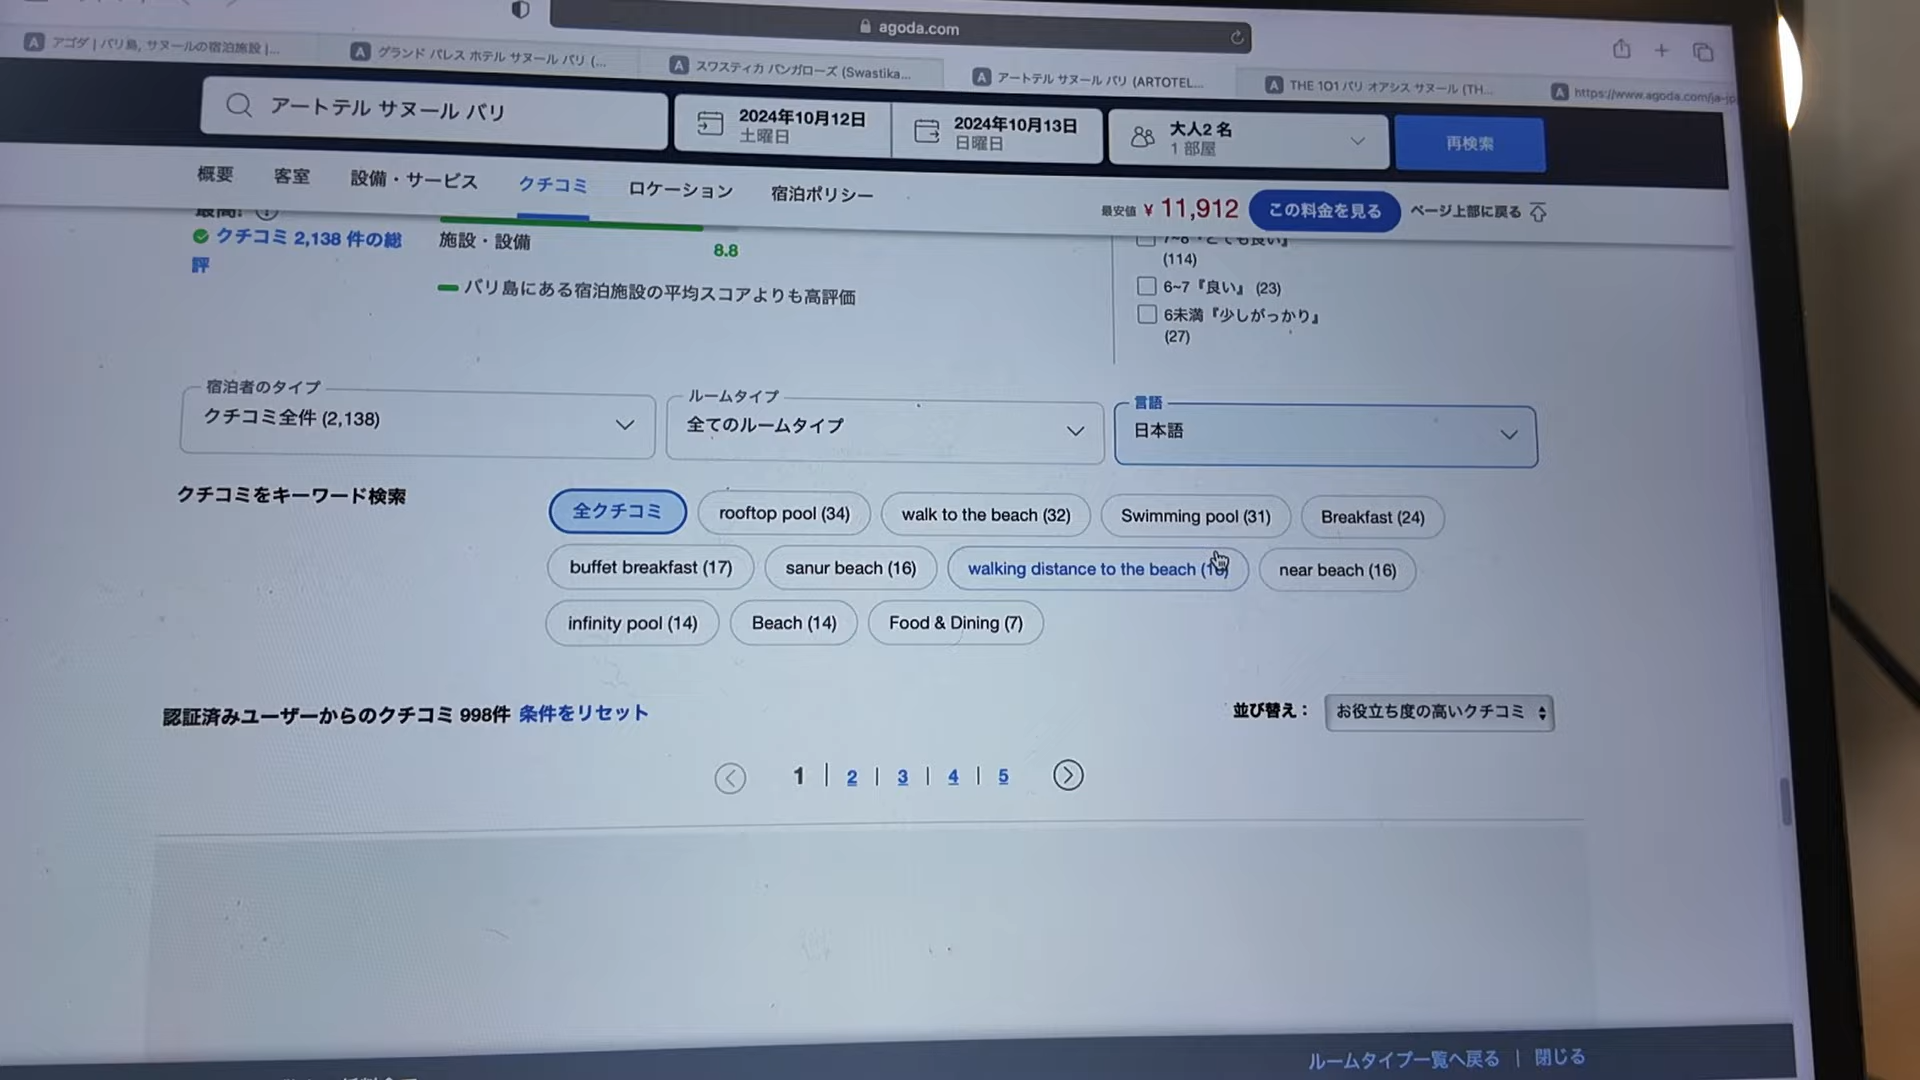 agoda.com
アゴダ | バリ島, サヌールの宿泊施設 |...
グランド パレス ホテル サヌール バリ (...
スワスティカ バンガローズ (Swastika...
アートテル サヌール バリ (ARTOTEL...
THE 1O1 バリ オアシス サヌール (TH...
https://www.agoda.com/ja-jp
アートテル サヌール バリ
2024年10月12日
土曜日
2024年10月13日
日曜日
大人2 名
1 部屋
再検索
概要 客室 設備・サービス クチコミ ロケーション 宿泊ポリシー
最安値 ¥ 11,912 この料金を見る ページ上部に戻る
最高!
クチコミ 2,138 件の総
評
施設・設備
8.8
バリ島にある宿泊施設の平均スコアよりも高評価
7~8『とても良い』
(114)
6~7『良い』 (23)
6未満『少しがっかり』
(27)
宿泊者のタイプ
クチコミ全件 (2,138)
ルームタイプ
全てのルームタイプ
言語
日本語
クチコミをキーワード検索
全クチコミ rooftop pool (34) walk to the beach (32) Swimming pool (31) Breakfast (24)
buffet breakfast (17) sanur beach (16) walking distance to the beach near beach (16)
infinity pool (14) Beach (14) Food & Dining (7)
認証済みユーザーからのクチコミ 998件 条件をリセット
並び替え： お役立ち度の高いクチコミ
1 | 2 | 3 | 4 | 5
ルームタイプ一覧へ戻る | 閉じる